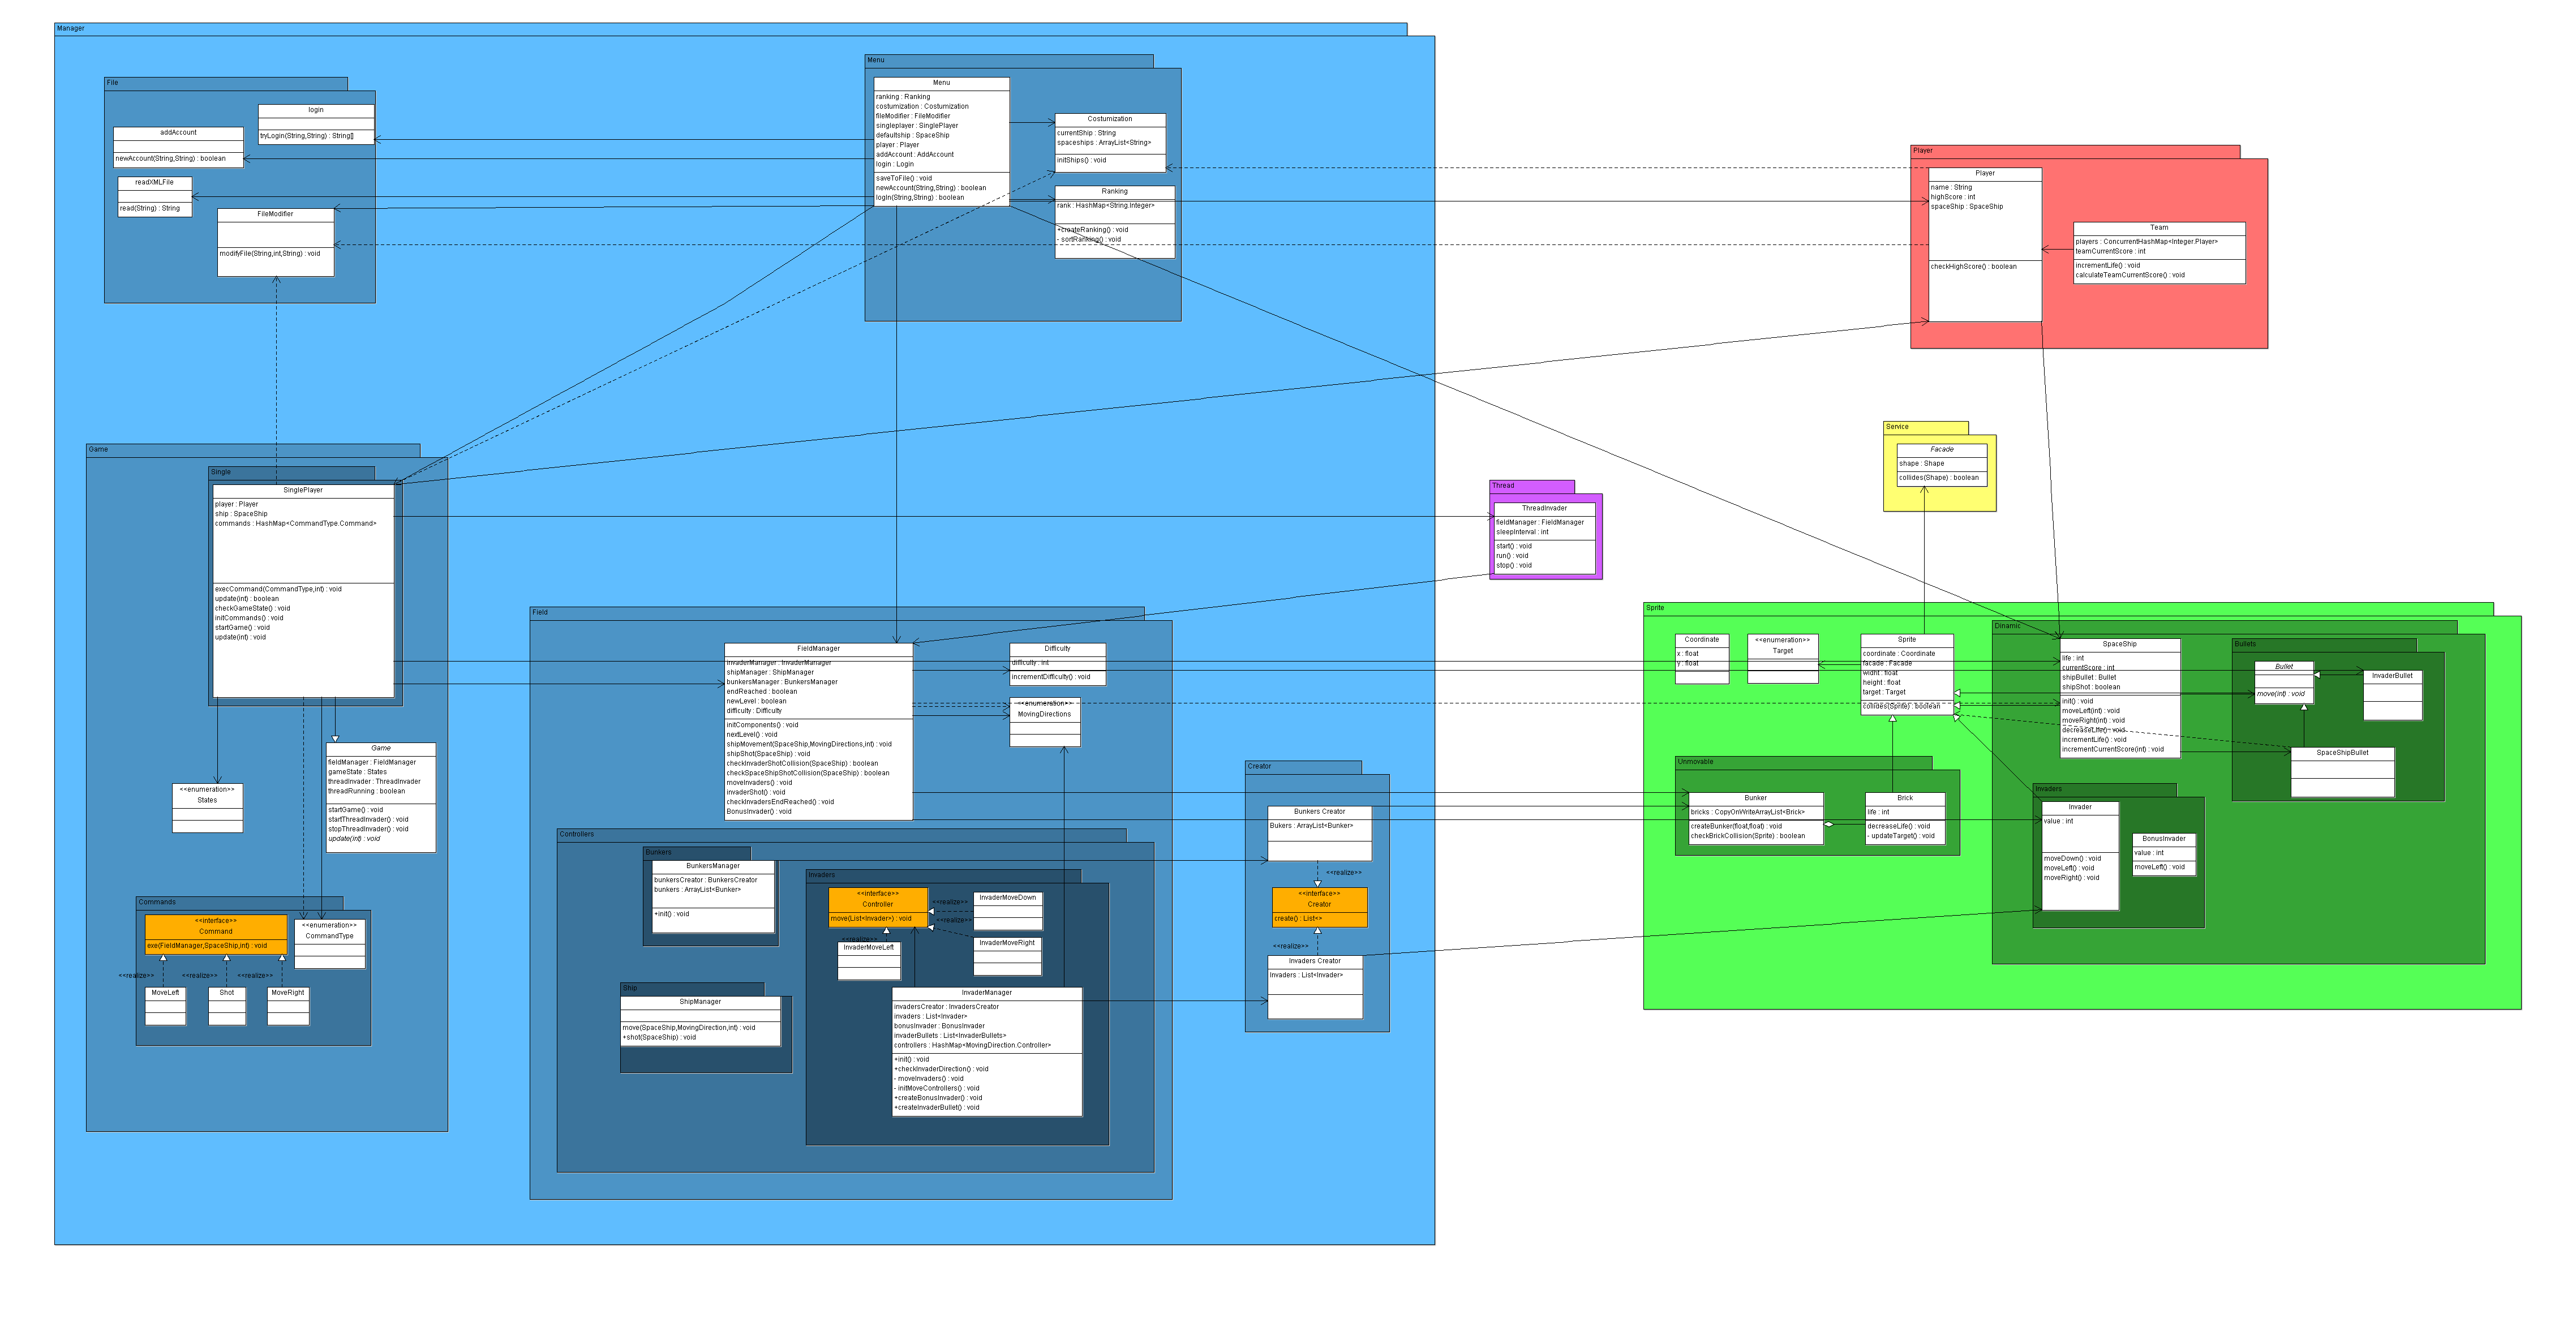 Manager
File
login
tryLogin(String,String) : String[]
addAccount
newAccount(String,String) : boolean
readXMLFile
read(String) : String
FileModifier
modifyFile(String,int,String) : void
Menu
Menu
ranking : Ranking
costumization : Costumization
fileModifier : FileModifier
singleplayer : SinglePlayer
defaultship : SpaceShip
player : Player
addAccount : AddAccount
login : Login
saveToFile() : void
newAccount(String,String) : boolean
logIn(String,String) : boolean
Costumization
currentShip : String
spaceships : ArrayList<String>
initShips() : void
Ranking
rank : HashMap<String,Integer>
+createRanking() : void
- sortRanking() : void
Player
Player
name : String
highScore : int
spaceShip : SpaceShip
checkHighScore() : boolean
Team
players : ConcurrentHashMap<Integer,Player>
teamCurrentScore : int
incrementLife() : void
calculateTeamCurrentScore() : void
Service
Facade
shape : Shape
collides(Shape) : boolean
Thread
ThreadInvader
fieldManager : FieldManager
sleepInterval : int
start() : void
run() : void
stop() : void
Game
Single
SinglePlayer
player : Player
ship : SpaceShip
commands : HashMap<CommandType,Command>
execCommand(CommandType,int) : void
update(int) : boolean
checkGameState() : void
initCommands() : void
startGame() : void
update(int) : void
<<enumeration>>
States
Game
fieldManager : FieldManager
gameState : States
threadInvader : ThreadInvader
threadRunning : boolean
startGame() : void
startThreadInvader() : void
stopThreadInvader() : void
update(int) : void
Commands
<<interface>>
Command
exe(FieldManager,SpaceShip,int) : void
<<enumeration>>
CommandType
<<realize>>
<<realize>>
<<realize>>
MoveLeft
Shot
MoveRight
Field
FieldManager
invaderManager : InvaderManager
shipManager : ShipManager
bunkersManager : BunkersManager
endReached : boolean
newLevel : boolean
difficulty : Difficulty
initComponents() : void
nextLevel() : void
shipMovement(SpaceShip,MovingDirections,int) : void
shipShot(SpaceShip) : void
checkInvaderShotCollision(SpaceShip) : boolean
checkSpaceShipShotCollision(SpaceShip) : boolean
moveInvaders() : void
invaderShot() : void
checkInvadersEndReached() : void
BonusInvader() : void
Difficulty
difficulty : int
incrementDifficulty() : void
<<enumeration>>
MovingDirections
Controllers
Bunkers
BunkersManager
bunkersCreator : BunkersCreator
bunkers : ArrayList<Bunker>
+init() : void
Ship
ShipManager
move(SpaceShip,MovingDirection,int) : void
+shot(SpaceShip) : void
Invaders
<<interface>>
Controller
move(List<Invader>) : void
<<realize>>
<<realize>>
<<realize>>
InvaderMoveDown
InvaderMoveRight
InvaderMoveLeft
InvaderManager
invadersCreator : InvadersCreator
invaders : List<Invader>
bonusInvader : BonusInvader
invaderBullets : List<InvaderBullets>
controllers : HashMap<MovingDirection,Controller>
+init() : void
+checkInvaderDirection() : void
- moveInvaders() : void
- initMoveControllers() : void
+createBonusInvader() : void
+createInvaderBullet() : void
Creator
Bunkers Creator
Bukers : ArrayList<Bunker>
<<realize>>
<<interface>>
Creator
create() : List<>
<<realize>>
Invaders Creator
Invaders : List<Invader>
Sprite
Coordinate
x : float
y : float
<<enumeration>>
Target
Sprite
coordinate : Coordinate
facade : Facade
widht : float
height : float
target : Target
collides(Sprite) : boolean
Unmovable
Bunker
bricks : CopyOnWriteArrayList<Brick>
createBunker(float,float) : void
checkBrickCollision(Sprite) : boolean
Brick
life : int
decreaseLife() : void
- updateTarget() : void
Dinamic
SpaceShip
life : int
currentScore : int
shipBullet : Bullet
shipShot : boolean
init() : void
moveLeft(int) : void
moveRight(int) : void
decreaseLife() : void
incrementLife() : void
incrementCurrentScore(int) : void
Bullets
Bullet
move(int) : void
InvaderBullet
SpaceShipBullet
Invaders
Invader
value : int
moveDown() : void
moveLeft() : void
moveRight() : void
BonusInvader
value : int
moveLeft() : void